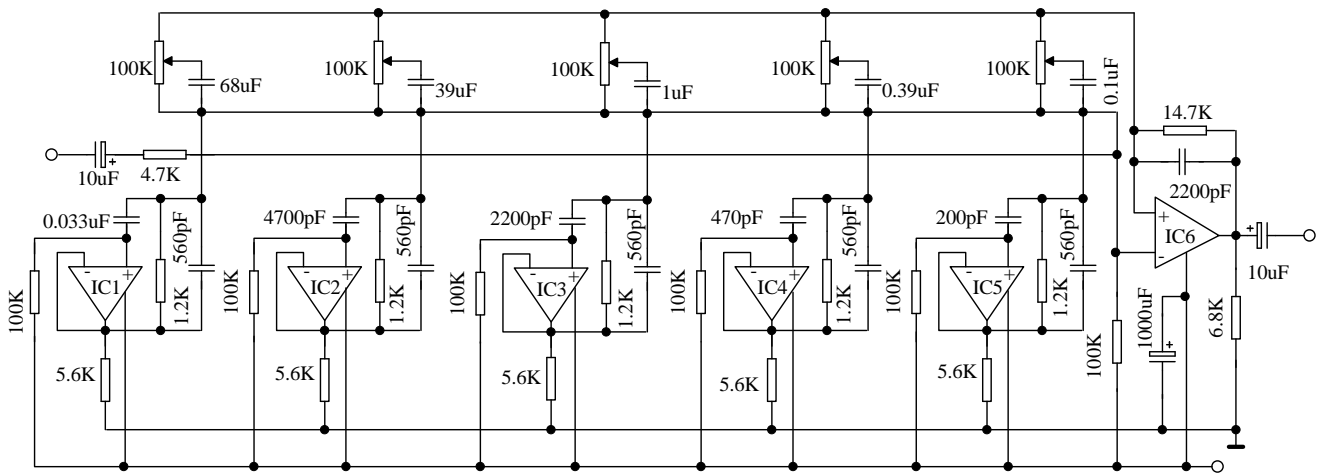 100K 68uF 100K 39uF 100K 1uF 100K 0.39uF 100K 0.1uF
14.7K
10uF + 4.7K
2200pF
0.033uF 560pF 4700pF 560pF 2200pF 560pF 470pF 560pF 200pF 560pF
+ IC6 - +
10uF
- + IC1 - + IC2 - + IC3 - + IC4 - + IC5
100K 1.2K 100K 1.2K 100K 1.2K 100K 1.2K 100K 1.2K
100K 1000uF + 6.8K
5.6K 5.6K 5.6K 5.6K 5.6K